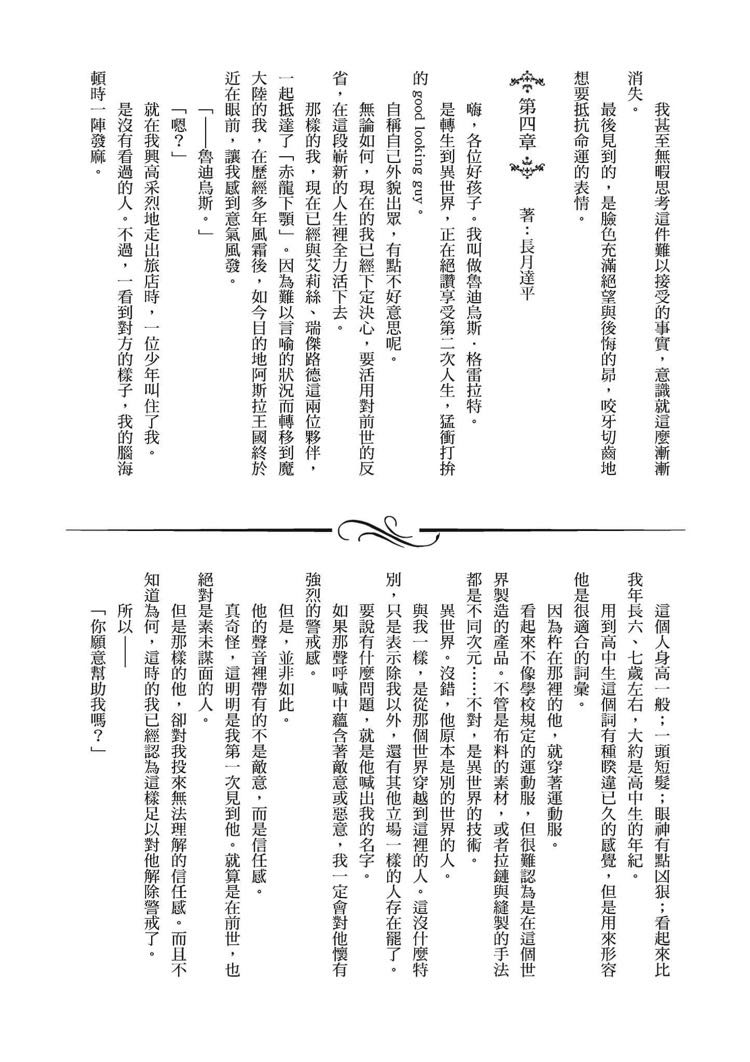 我甚至無暇思考這件難以接受的事實，意識就這麼漸漸
消失。
最後見到的，是臉色充滿絕望與後悔的昴，咬牙切齒地
想要抵抗命運的表情。
第四章　著：長月達平
嗨，各位好孩子。我叫做魯迪烏斯·格雷拉特。
是轉生到異世界，正在絕讚享受第二次人生，猛衝打拚
的 good looking guy。
自稱自己外貌出眾，有點不好意思呢。
無論如何，現在的我已經下定決心，要活用對前世的反
省，在這段嶄新的人生裡全力活下去。
那樣的我，現在已經與艾莉絲、瑞傑路德這兩位夥伴，
一起抵達了「赤龍下顎」。因為難以言喻的狀況而轉移到魔
大陸的我，在歷經多年風霜後，如今目的地阿斯拉王國終於
近在眼前，讓我感到意氣風發。
「——魯迪烏斯。」
「嗯？」
就在我興高采烈地走出旅店時，一位少年叫住了我。
是沒有看過的人。不過，一看到對方的樣子，我的腦海
頓時一陣發麻。
這個人身高一般；一頭短髮；眼神有點凶狠；看起來比
我年長六、七歲左右，大約是高中生的年紀。
用到高中生這個詞有種睽違已久的感覺，但是用來形容
他是很適合的詞彙。
因為杵在那裡的他，就穿著運動服。
看起來不像學校規定的運動服，但很難認為是在這個世
界製造的產品。不管是布料的素材，或者拉鏈與縫製的手法
都是不同次元……不對，是異世界的技術。
異世界。沒錯，他原本是別的世界的人。
與我一樣，是從那個世界穿越到這裡的人。這沒什麼特
別，只是表示除我以外，還有其他立場一樣的人存在罷了。
要說有什麼問題，就是他喊出我的名字。
如果那聲呼喊中蘊含著敵意或惡意，我一定會對他懷有
強烈的警戒感。
但是，並非如此。
他的聲音裡帶有的不是敵意，而是信任感。
真奇怪，這明明是我第一次見到他。就算是在前世，也
絕對是素未謀面的人。
但是那樣的他，卻對我投來無法理解的信任感。而且不
知道為何，這時的我已經認為這樣足以對他解除警戒了。
所以——
「你願意幫助我嗎？」